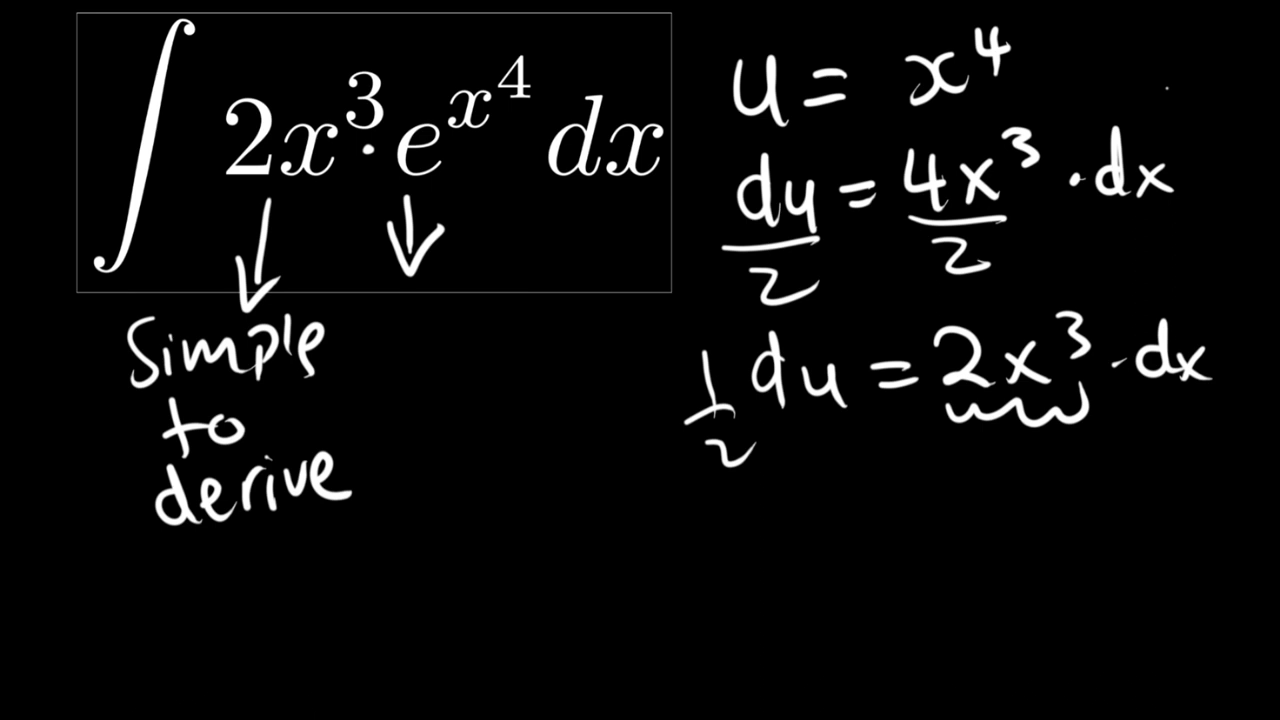 ∫ 2x³ · e^{x⁴} dx
Simple
to
derive
u = x⁴
du/2 = 4x³/2 · dx
1/2 du = 2x³ · dx